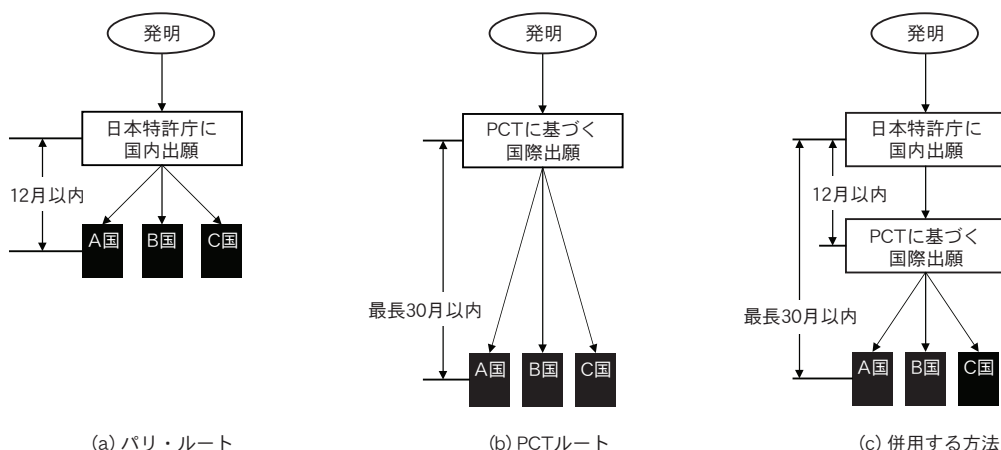 発明
日本特許庁に
国内出願
12月以内
A国
B国
C国
(a) パリ・ルート
発明
PCTに基づく
国際出願
最長30月以内
A国
B国
C国
(b) PCTルート
発明
日本特許庁に
国内出願
12月以内
PCTに基づく
国際出願
最長30月以内
A国
B国
C国
(c) 併用する方法